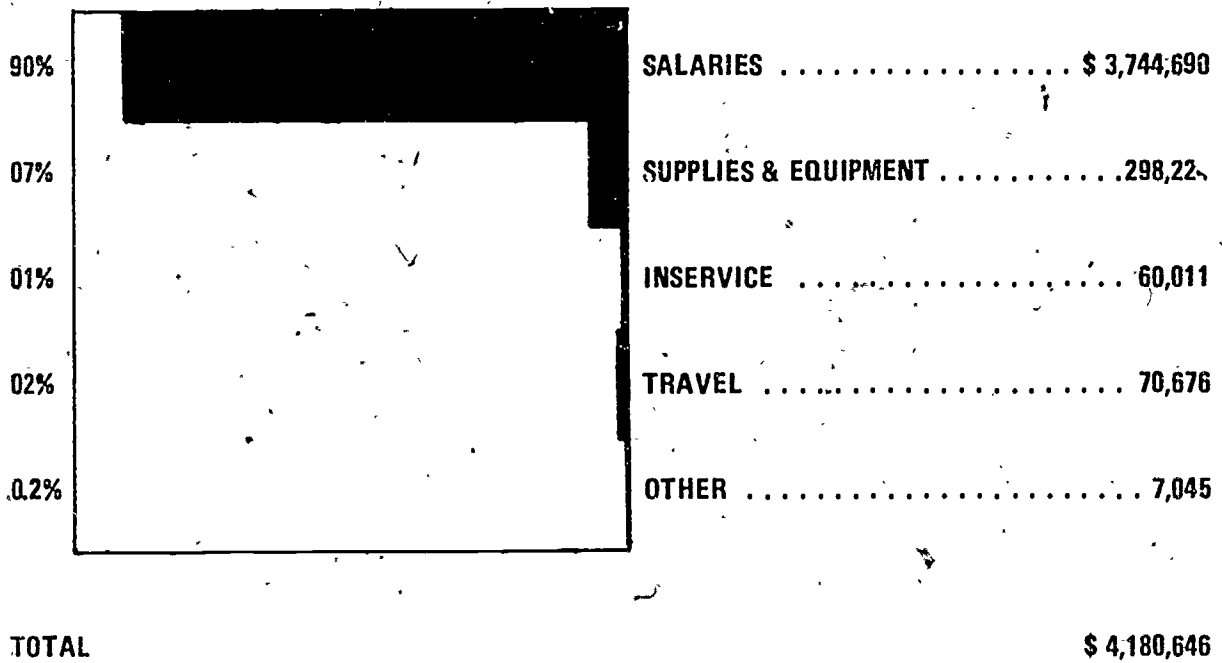 90% SALARIES . . . . . . . . . . . . . . . . . $ 3,744,690
07% SUPPLIES & EQUIPMENT . . . . . . . . . . .
01% INSERVICE . . . . . . . . . . . . . . . . . . . 60,011
02% TRAVEL . . . . . . . . . . . . . . . . . . . . . . 70,676
0.2% OTHER . . . . . . . . . . . . . . . . . . . . . . . 7,045
TOTAL $ 4,180,646